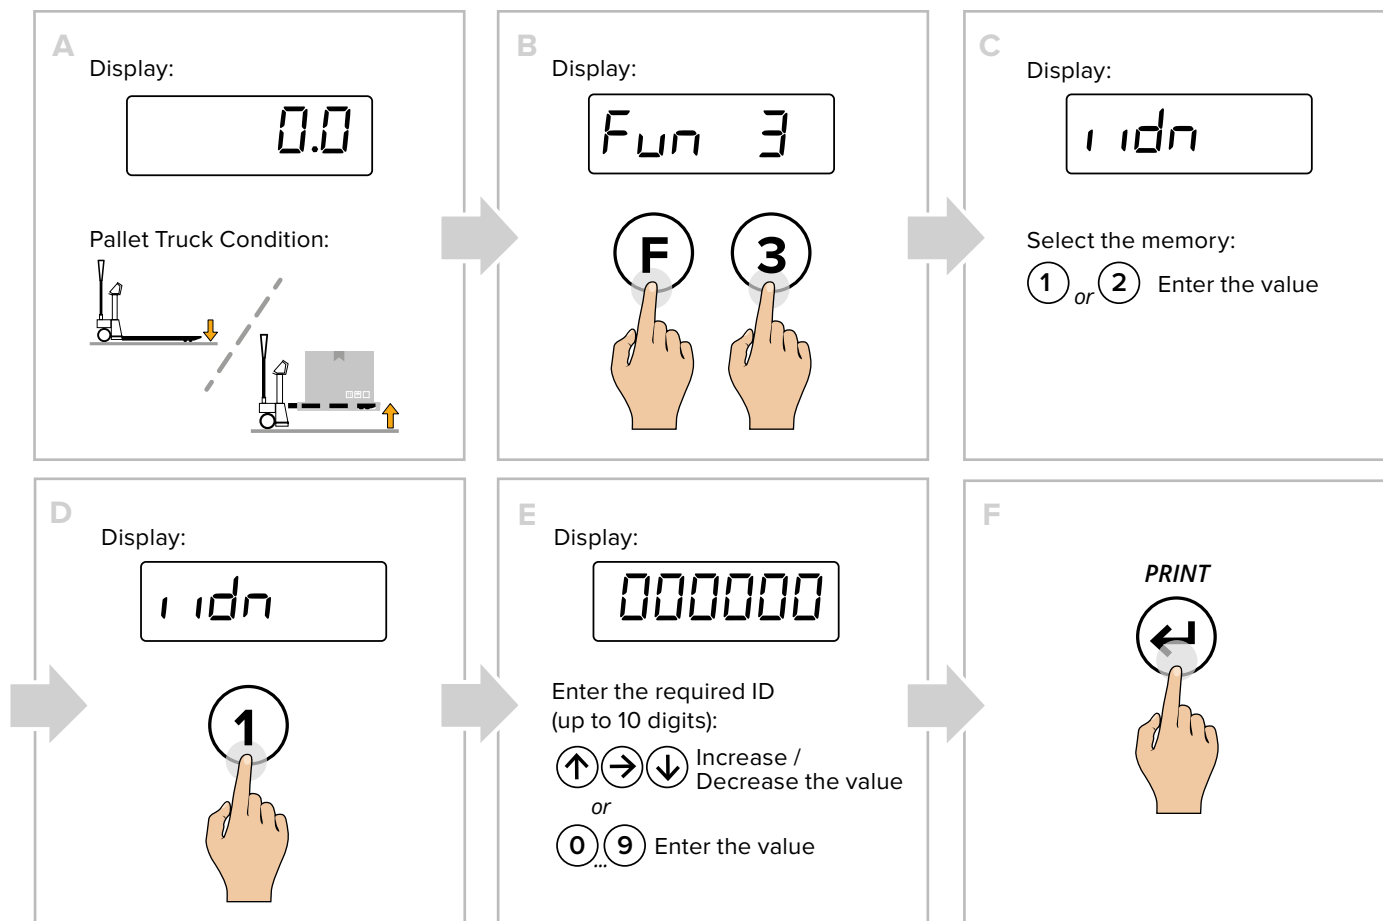 A
Display:
0.0
Pallet Truck Condition:
B
Display:
Fun 3
F 3
C
Display:
ı ıdn
Select the memory:
1 or 2 Enter the value
D
Display:
ı ıdn
1
E
Display:
000000
Enter the required ID
(up to 10 digits):
↑ → ↓ Increase /
Decrease the value
or
0 ... 9 Enter the value
F
PRINT